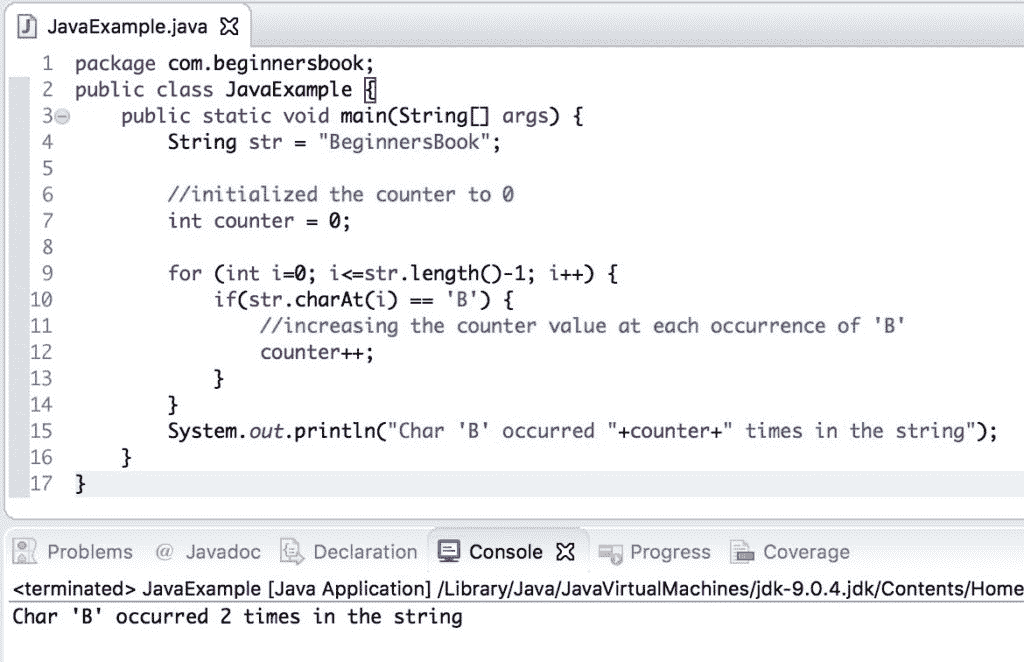 JavaExample.java
1 package com.beginnersbook;
2 public class JavaExample {
3 public static void main(String[] args) {
4 String str = "BeginnersBook";
5
6 //initialized the counter to 0
7 int counter = 0;
8
9 for (int i=0; i<=str.length()-1; i++) {
10 if(str.charAt(i) == 'B') {
11 //increasing the counter value at each occurrence of 'B'
12 counter++;
13 }
14 }
15 System.out.println("Char 'B' occurred "+counter+" times in the string");
16 }
17 }
Problems @ Javadoc Declaration Console Progress Coverage
<terminated> JavaExample [Java Application] /Library/Java/JavaVirtualMachines/jdk-9.0.4.jdk/Contents/Home
Char 'B' occurred 2 times in the string